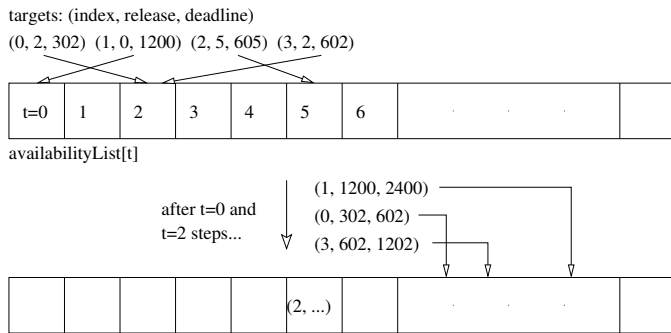 targets: (index, release, deadline)
(0, 2, 302) (1, 0, 1200) (2, 5, 605) (3, 2, 602)
t=0 1 2 3 4 5 6 . . .
availabilityList[t]
(1, 1200, 2400)
after t=0 and
(0, 302, 602)
t=2 steps...
(3, 602, 1202)
(2, ...) . . .